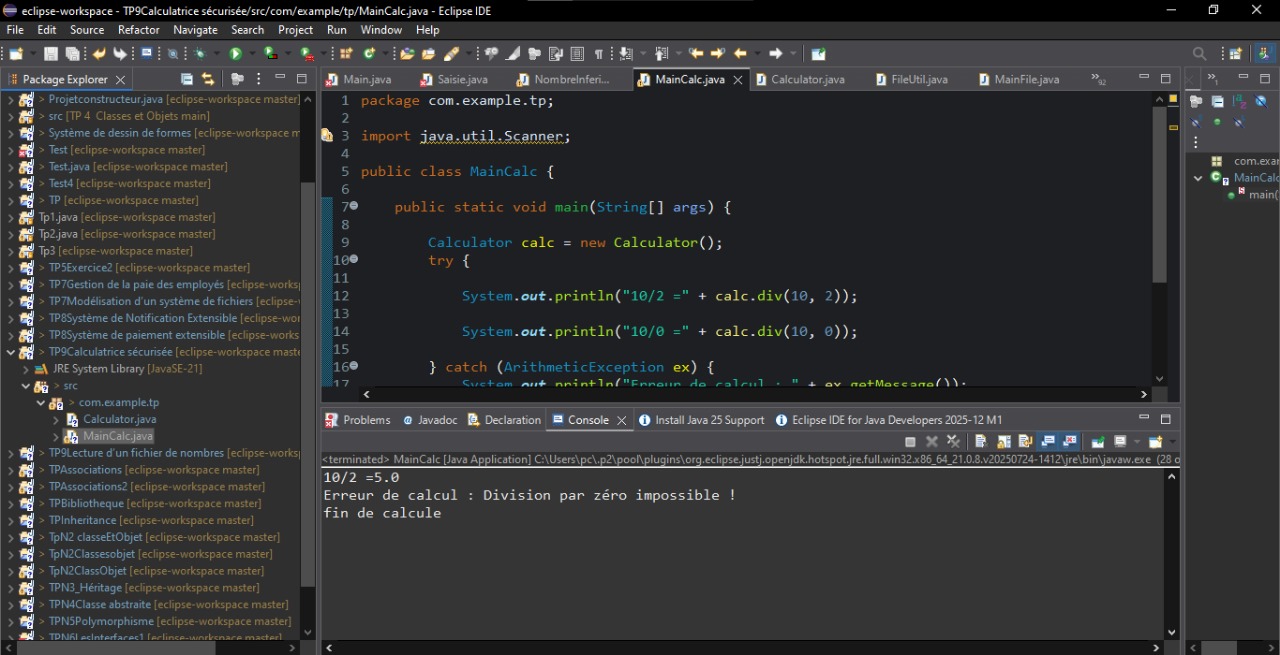 eclipse-workspace - TP9Calculatrice sécurisée/src/com/example/tp/MainCalc.java - Eclipse IDE
File Edit Source Refactor Navigate Search Project Run Window Help
Package Explorer
> Projetconstructeur.java [eclipse-workspace master]
> src [TP 4 Classes et Objets main]
> Système de dessin de formes [eclipse-workspace m
> Test [eclipse-workspace master]
> Test.java [eclipse-workspace master]
> Test4 [eclipse-workspace master]
> TP [eclipse-workspace master]
Tp1.java [eclipse-workspace master]
Tp2.java [eclipse-workspace master]
Tp3 [eclipse-workspace master]
> TP5Exercice2 [eclipse-workspace master]
> TP7Gestion de la paie des employés [eclipse-works
> TP7Modélisation d'un système de fichiers [eclipse-
> TP8Système de Notification Extensible [eclipse-wor
> TP8Système de paiement extensible [eclipse-works
> TP9Calculatrice sécurisée [eclipse-workspace maste
JRE System Library [JavaSE-21]
> src
> com.example.tp
Calculator.java
MainCalc.java
> TP9Lecture d'un fichier de nombres [eclipse-worksp
> TPAssociations [eclipse-workspace master]
> TPAssociations2 [eclipse-workspace master]
> TPBibliotheque [eclipse-workspace master]
> TPInheritance [eclipse-workspace master]
> TpN2 classeEtObjet [eclipse-workspace master]
> TpN2Classesobjet [eclipse-workspace master]
> TpN2ClassObjet [eclipse-workspace master]
> TPN3_Héritage [eclipse-workspace master]
> TPN4Classe abstraite [eclipse-workspace master]
> TPN5Polymorphisme [eclipse-workspace master]
> TPN6LesInterfaces1 [eclipse-workspace master]
Main.java Saisie.java NombreInferi... MainCalc.java Calculator.java FileUtil.java MainFile.java »92
1 package com.example.tp;
2
3 import java.util.Scanner;
4
5 public class MainCalc {
6
7 public static void main(String[] args) {
8
9 Calculator calc = new Calculator();
10 try {
11
12 System.out.println("10/2 =" + calc.div(10, 2));
13
14 System.out.println("10/0 =" + calc.div(10, 0));
15
16 } catch (ArithmeticException ex) {
17 System.out.println("Erreur de calcul : " + ex.getMessage());
Problems Javadoc Declaration Console Install Java 25 Support Eclipse IDE for Java Developers 2025-12 M1
<terminated> MainCalc [Java Application] C:\Users\pc\.p2\pool\plugins\org.eclipse.justj.openjdk.hotspot.jre.full.win32.x86_64_21.0.8.v20250724-1412\jre\bin\javaw.exe (28 o
10/2 =5.0
Erreur de calcul : Division par zéro impossible !
fin de calcule
»1
com.exar
MainCalc
main(